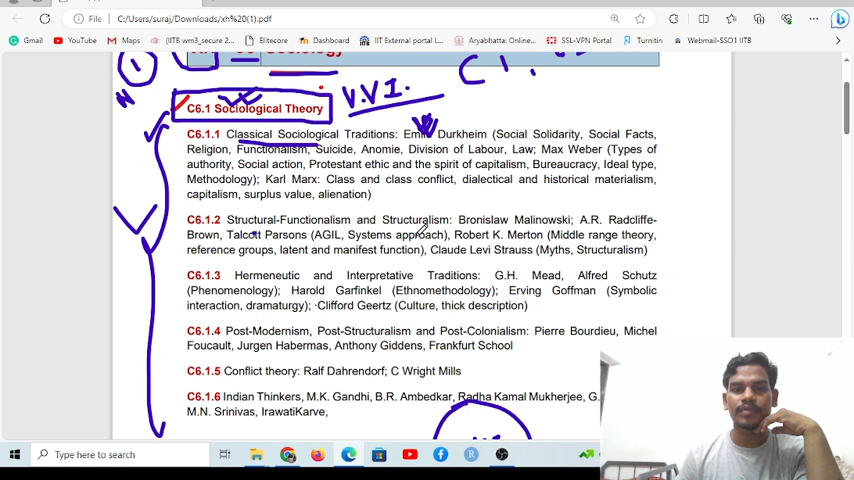 File | C:/Users/suraj/Downloads/xh%20(1).pdf
Gmail YouTube Maps (IITB wm3_secure 2... Elitecore Dashboard IIT External portal I... Aryabhatta: Online... SSL-VPN Portal Turnitin Webmail-SSO1 IITB
Sociology
C 1.
V.V.I.
C6.1 Sociological Theory
C6.1.1 Classical Sociological Traditions: Emile Durkheim (Social Solidarity, Social Facts,
Religion, Functionalism, Suicide, Anomie, Division of Labour, Law; Max Weber (Types of
authority, Social action, Protestant ethic and the spirit of capitalism, Bureaucracy, Ideal type,
Methodology); Karl Marx: Class and class conflict, dialectical and historical materialism,
capitalism, surplus value, alienation)
C6.1.2 Structural-Functionalism and Structuralism: Bronislaw Malinowski; A.R. Radcliffe-
Brown, Talcott Parsons (AGIL, Systems approach), Robert K. Merton (Middle range theory,
reference groups, latent and manifest function), Claude Levi Strauss (Myths, Structuralism)
C6.1.3 Hermeneutic and Interpretative Traditions: G.H. Mead, Alfred Schutz
(Phenomenology); Harold Garfinkel (Ethnomethodology); Erving Goffman (Symbolic
interaction, dramaturgy); ·Clifford Geertz (Culture, thick description)
C6.1.4 Post-Modernism, Post-Structuralism and Post-Colonialism: Pierre Bourdieu, Michel
Foucault, Jurgen Habermas, Anthony Giddens, Frankfurt School
C6.1.5 Conflict theory: Ralf Dahrendorf; C Wright Mills
C6.1.6 Indian Thinkers, M.K. Gandhi, B.R. Ambedkar, Radha Kamal Mukherjee, G.
M.N. Srinivas, IrawatiKarve,
Type here to search